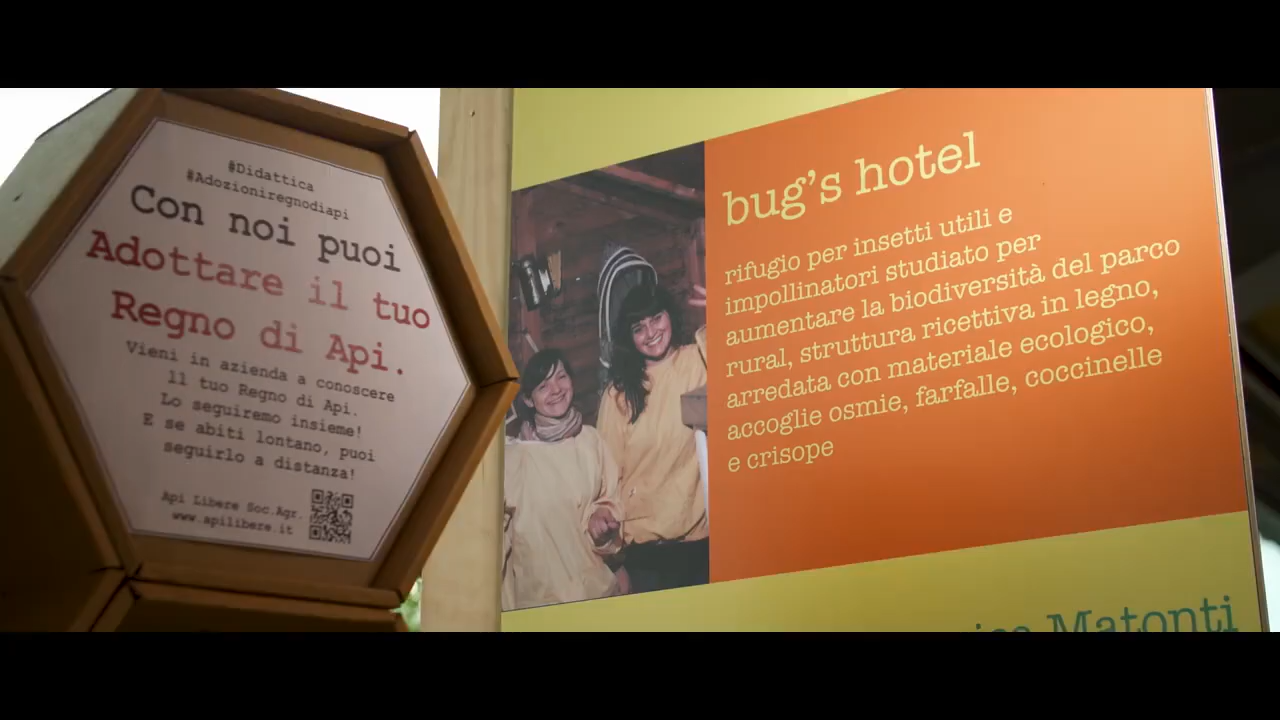 #Didattica
#Adozioniregnodiapi
Con noi puoi
Adottare il tuo
Regno di Api.
Vieni in azienda a conoscere
il tuo Regno di Api.
Lo seguiremo insieme!
E se abiti lontano, puoi
seguirlo a distanza!
Api Libere Soc.Agr.
www.apilibere.it
bug's hotel
rifugio per insetti utili e
impollinatori studiato per
aumentare la biodiversità del parco
rural, struttura ricettiva in legno,
arredata con materiale ecologico,
accoglie osmie, farfalle, coccinelle
e crisope
Matonti